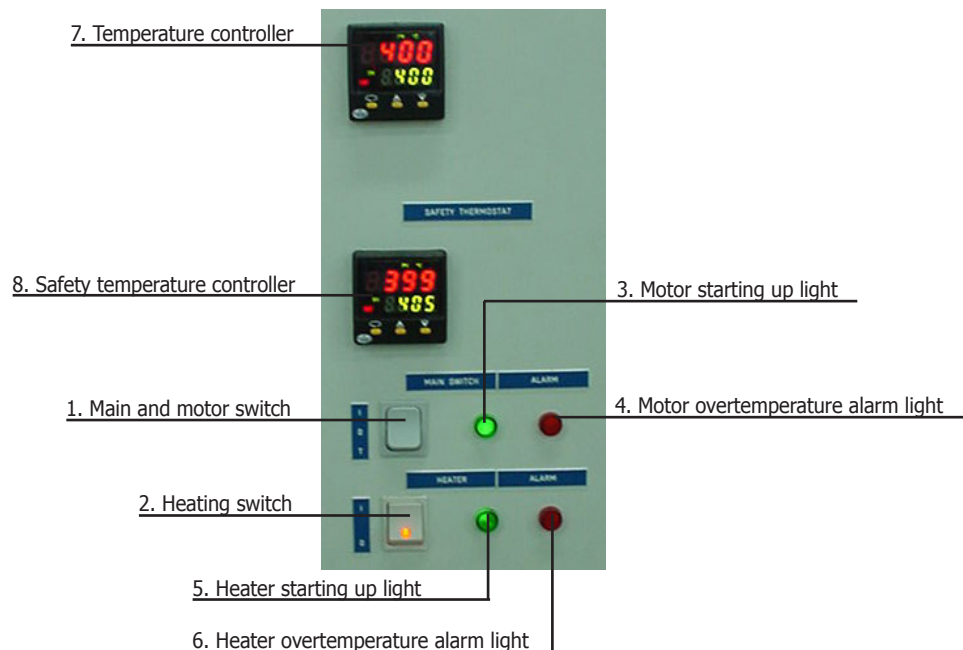 7. Temperature controller
400
400
SAFETY THERMOSTAT
8. Safety temperature controller
399
405
3. Motor starting up light
MAIN SWITCH
ALARM
1. Main and motor switch
4. Motor overtemperature alarm light
I
0
T
HEATER
ALARM
2. Heating switch
I
0
5. Heater starting up light
6. Heater overtemperature alarm light